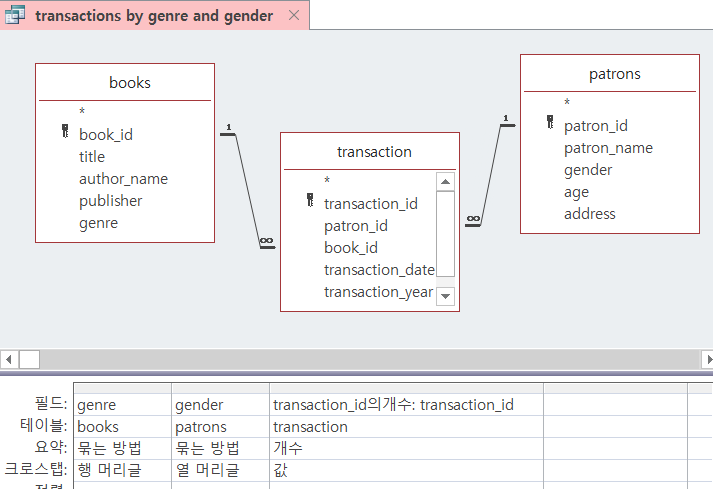 transactions by genre and gender
books
*
book_id
title
author_name
publisher
genre
1
∞
transaction
*
transaction_id
patron_id
book_id
transaction_date
transaction_year
1
∞
patrons
*
patron_id
patron_name
gender
age
address
필드: genre gender transaction_id의개수: transaction_id
테이블: books patrons transaction
요약: 묶는 방법 묶는 방법 개수
크로스탭: 행 머리글 열 머리글 값